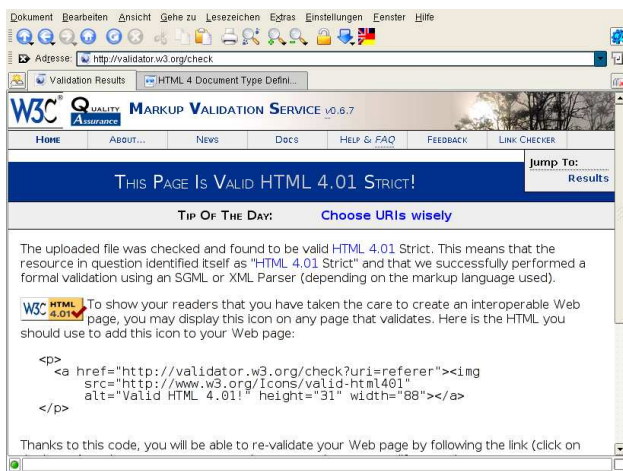 Dokument Bearbeiten Ansicht Gehe zu Lesezeichen Extras Einstellungen Fenster Hilfe
Adresse: http://validator.w3.org/check
Validation Results HTML 4 Document Type Defini...
W3C® QUALITY Assurance MARKUP VALIDATION SERVICE v0.6.7
HOME ABOUT... NEWS DOCS HELP & FAQ FEEDBACK LINK CHECKER
Jump To:
Results
THIS PAGE IS VALID HTML 4.01 STRICT!
TIP OF THE DAY: Choose URIs wisely
The uploaded file was checked and found to be valid HTML 4.01 Strict. This means that the
resource in question identified itself as "HTML 4.01 Strict" and that we successfully performed a
formal validation using an SGML or XML Parser (depending on the markup language used).
W3C HTML 4.01 To show your readers that you have taken the care to create an interoperable Web
page, you may display this icon on any page that validates. Here is the HTML you
should use to add this icon to your Web page:
<p>
<a href="http://validator.w3.org/check?uri=referer"><img
src="http://www.w3.org/Icons/valid-html401"
alt="Valid HTML 4.01!" height="31" width="88"></a>
</p>
Thanks to this code, you will be able to re-validate your Web page by following the link (click on